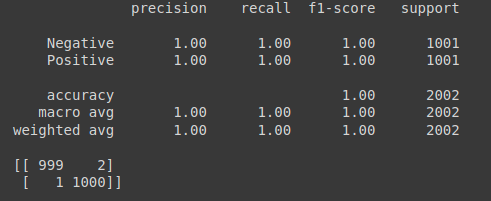 precision recall f1-score support
Negative 1.00 1.00 1.00 1001
Positive 1.00 1.00 1.00 1001
accuracy 1.00 2002
macro avg 1.00 1.00 1.00 2002
weighted avg 1.00 1.00 1.00 2002
[[ 999 2]
[ 1 1000]]